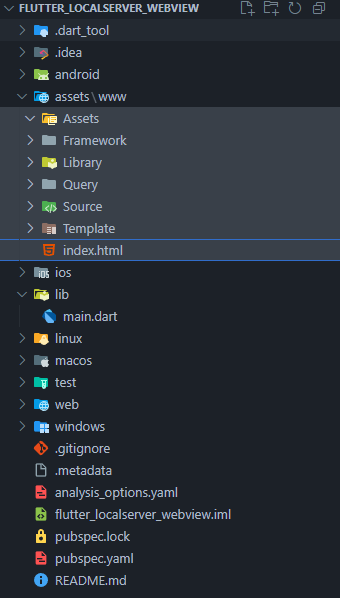 FLUTTER_LOCALSERVER_WEBVIEW
.dart_tool
.idea
android
assets\www
Assets
Framework
Library
Query
Source
Template
index.html
ios
lib
main.dart
linux
macos
test
web
windows
.gitignore
.metadata
analysis_options.yaml
flutter_localserver_webview.iml
pubspec.lock
pubspec.yaml
README.md